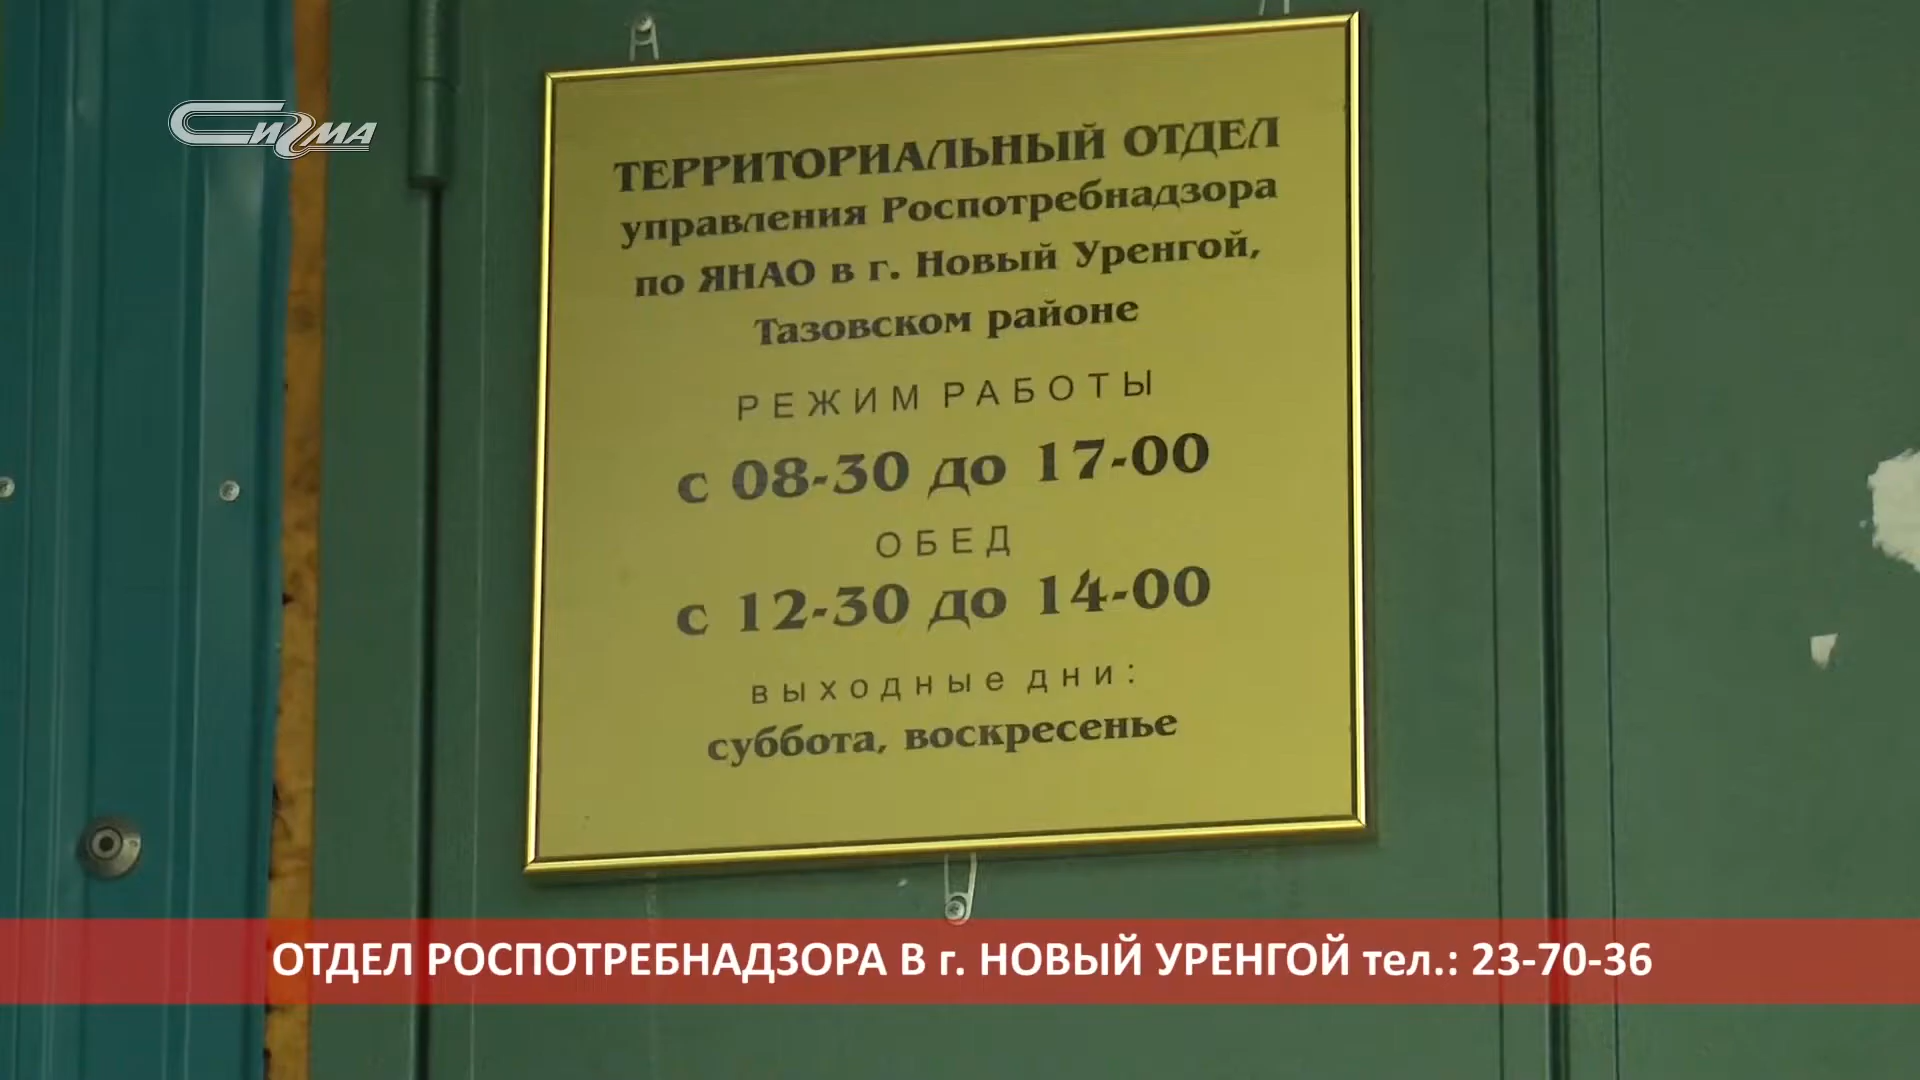 СИГМА
ТЕРРИТОРИАЛЬНЫЙ ОТДЕЛ
управления Роспотребнадзора
по ЯНАО в г. Новый Уренгой,
Тазовском районе
РЕЖИМ РАБОТЫ
с 08-30 до 17-00
ОБЕД
с 12-30 до 14-00
выходные дни:
суббота, воскресенье
ОТДЕЛ РОСПОТРЕБНАДЗОРА В г. НОВЫЙ УРЕНГОЙ тел.: 23-70-36